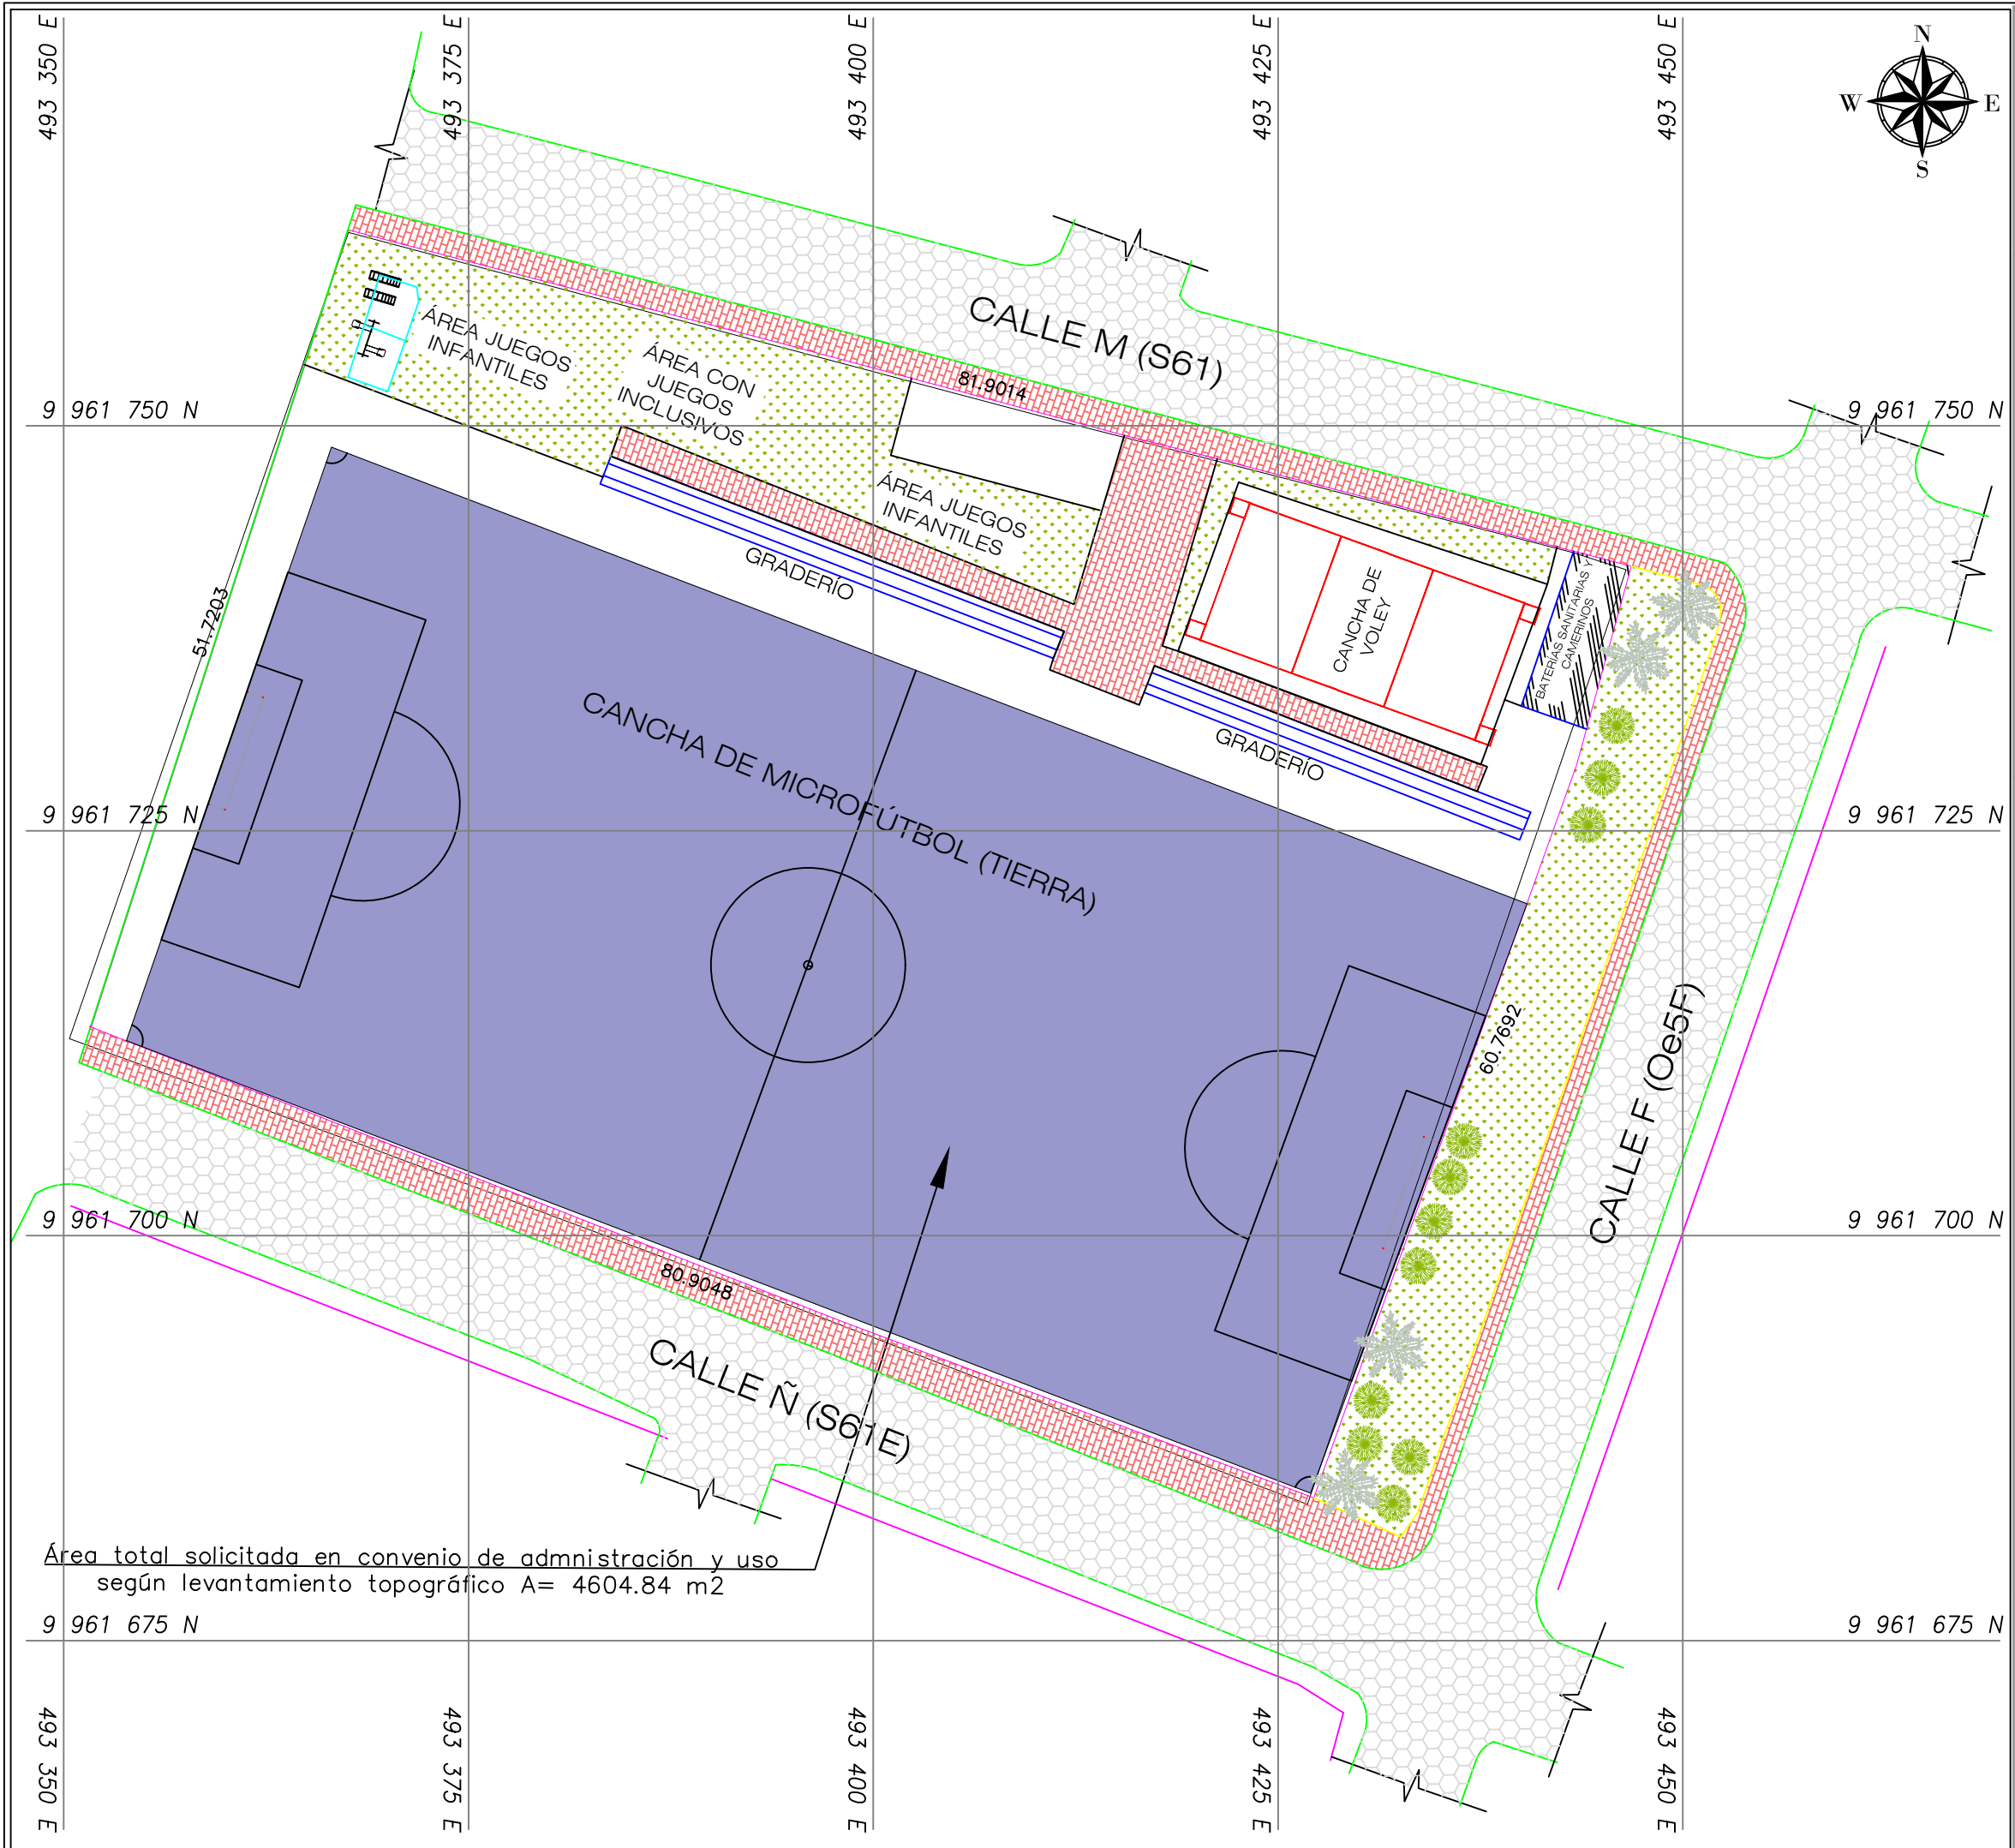 493 350 E
493 375 E
493 400 E
493 425 E
493 450 E
N
W
E
S
CALLE M (S61)
81.9014
ÁREA JUEGOS
INFANTILES
ÁREA CON
JUEGOS
INCLUSIVOS
9 961 750 N
9 961 750 N
ÁREA JUEGOS
INFANTILES
GRADERÍO
CANCHA DE
VOLEY
BATERÍAS SANITARIAS Y
CAMERINOS
51.7203
CANCHA DE MICROFÚTBOL (TIERRA)
GRADERÍO
9 961 725 N
9 961 725 N
60.7692
CALLE F (Oe5F)
9 961 700 N
9 961 700 N
80.9048
CALLE Ñ (S61E)
Área total solicitada en convenio de admnistración y uso
según levantamiento topográfico A= 4604.84 m2
9 961 675 N
9 961 675 N
493 350 E
493 375 E
493 400 E
493 425 E
493 450 E